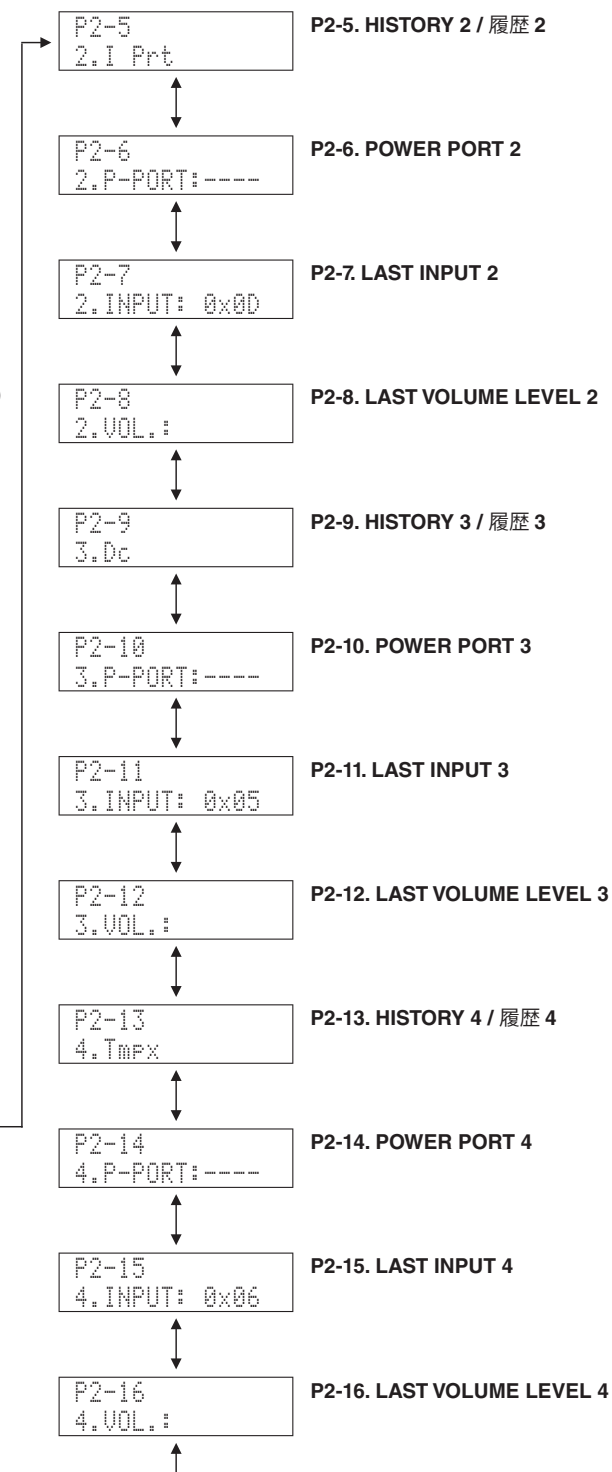 P2-5
2.I Prt
P2-5. HISTORY 2 / 履歴 2
P2-6
2.P-PORT:----
P2-6. POWER PORT 2
P2-7
2.INPUT: 0x0D
P2-7. LAST INPUT 2
P2-8
2.VOL.:
P2-8. LAST VOLUME LEVEL 2
P2-9
3.Dc
P2-9. HISTORY 3 / 履歴 3
P2-10
3.P-PORT:----
P2-10. POWER PORT 3
P2-11
3.INPUT: 0x05
P2-11. LAST INPUT 3
P2-12
3.VOL.:
P2-12. LAST VOLUME LEVEL 3
P2-13
4.Tmpx
P2-13. HISTORY 4 / 履歴 4
P2-14
4.P-PORT:----
P2-14. POWER PORT 4
P2-15
4.INPUT: 0x06
P2-15. LAST INPUT 4
P2-16
4.VOL.:
P2-16. LAST VOLUME LEVEL 4